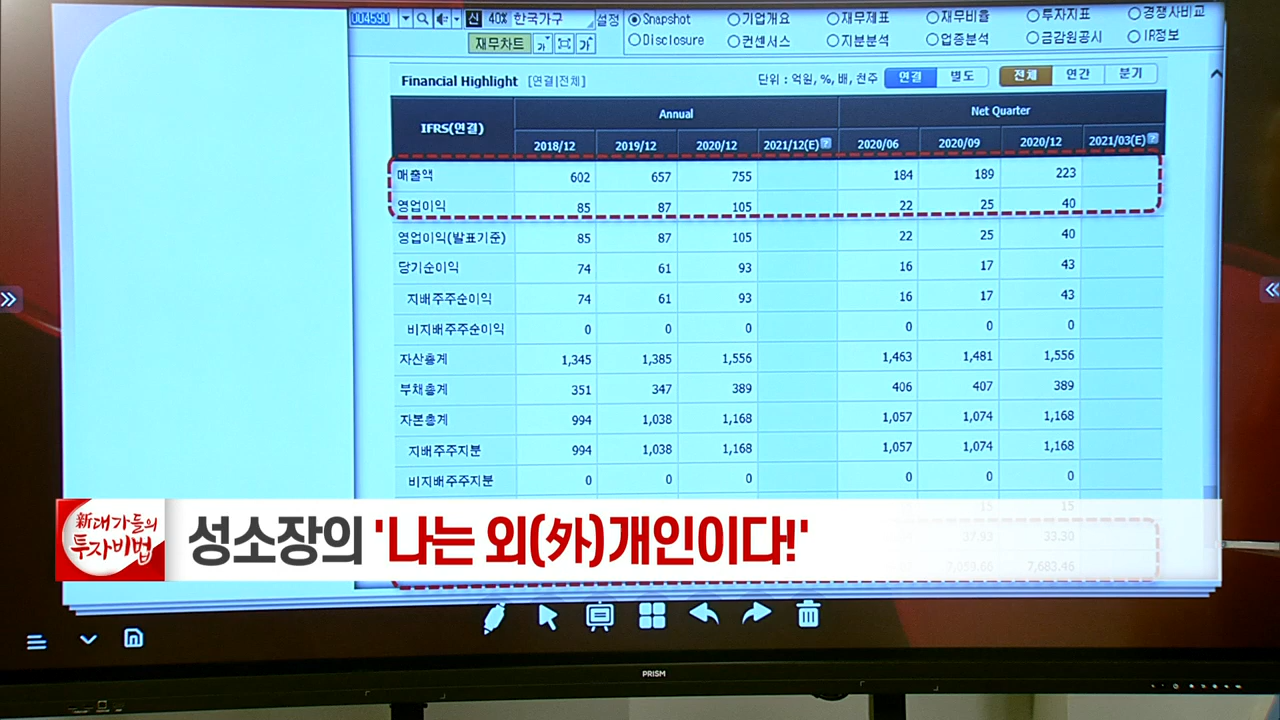 004590 신 40% 한국가구 설정 Snapshot 기업개요 재무제표 재무비율 투자지표 경쟁사비교
재무차트 가 가 Disclosure 컨센서스 지분분석 업종분석 금감원공시 IR정보
Financial Highlight [연결|전체] 단위 : 억원, %, 배, 천주 연결 별도 전체 연간 분기
IFRS(연결) Annual Net Quarter
2018/12 2019/12 2020/12 2021/12(E) 2020/06 2020/09 2020/12 2021/03(E)
매출액 602 657 755 184 189 223
영업이익 85 87 105 22 25 40
영업이익(발표기준) 85 87 105 22 25 40
당기순이익 74 61 93 16 17 43
지배주주순이익 74 61 93 16 17 43
비지배주주순이익 0 0 0 0 0 0
자산총계 1,345 1,385 1,556 1,463 1,481 1,556
부채총계 351 347 389 406 407 389
자본총계 994 1,038 1,168 1,057 1,074 1,168
지배주주지분 994 1,038 1,168 1,057 1,074 1,168
비지배주주지분 0 0 0 0 0 0
15 15
37.93 33.30
7,059.66 7,683.46
新대가들의
투자비법
성소장의 '나는 외(外)개인이다!'
PRISM